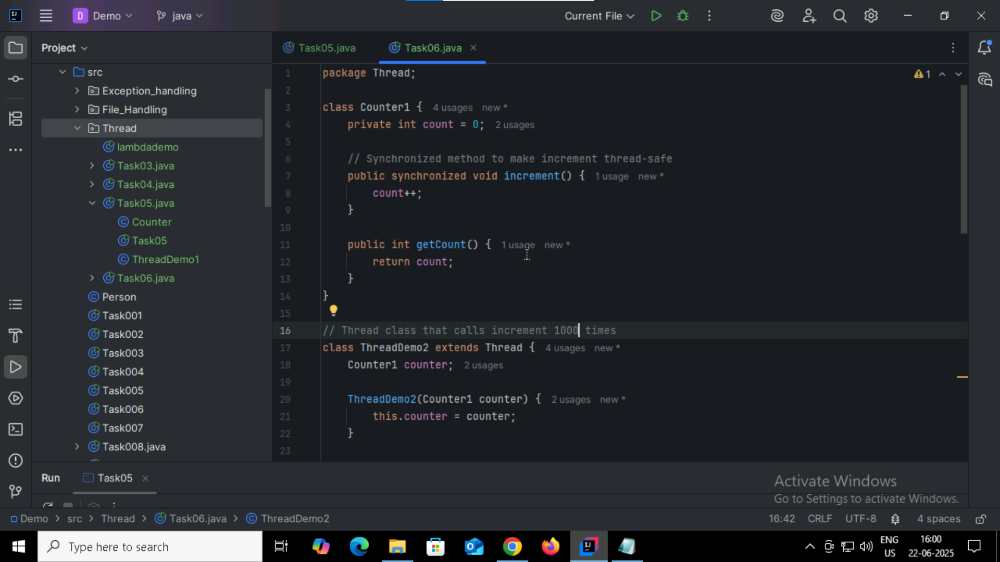 D Demo java Current File
Project
Task05.java Task06.java
src
Exception_handling
File_Handling
Thread
lambdademo
Task03.java
Task04.java
Task05.java
Counter
Task05
ThreadDemo1
Task06.java
Person
Task001
Task002
Task003
Task004
Task005
Task006
Task007
Task008.java
1 package Thread;
2
3 class Counter1 { 4 usages new *
4 private int count = 0; 2 usages
5
6 // Synchronized method to make increment thread-safe
7 public synchronized void increment() { 1 usage new *
8 count++;
9 }
10
11 public int getCount() { 1 usage new *
12 return count;
13 }
14 }
15
16 // Thread class that calls increment 1000 times
17 class ThreadDemo2 extends Thread { 4 usages new *
18 Counter1 counter; 2 usages
19
20 ThreadDemo2(Counter1 counter) { 2 usages new *
21 this.counter = counter;
22 }
23
1
Run Task05
Activate Windows
Go to Settings to activate Windows.
Demo > src > Thread > Task06.java > ThreadDemo2 16:42 CRLF UTF-8 4 spaces
Type here to search
ENG
US
16:00
22-06-2025